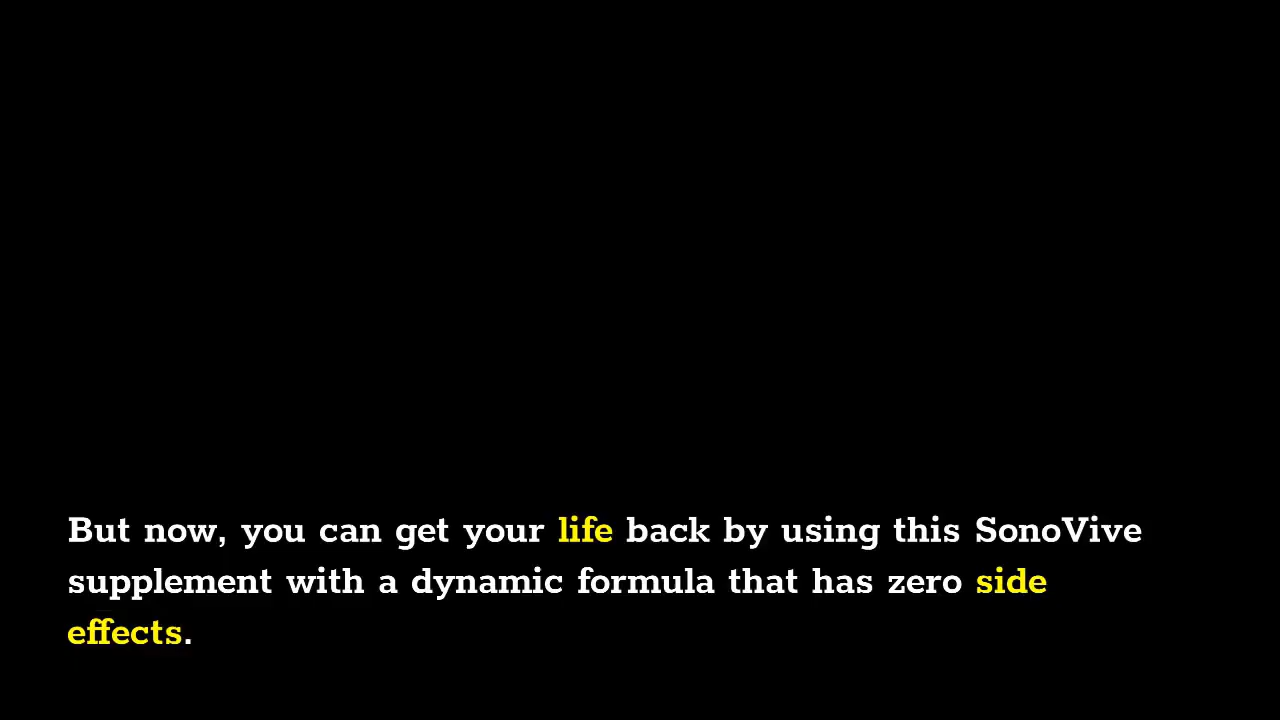 But now, you can get your life back by using this SonoVive
supplement with a dynamic formula that has zero side
effects.